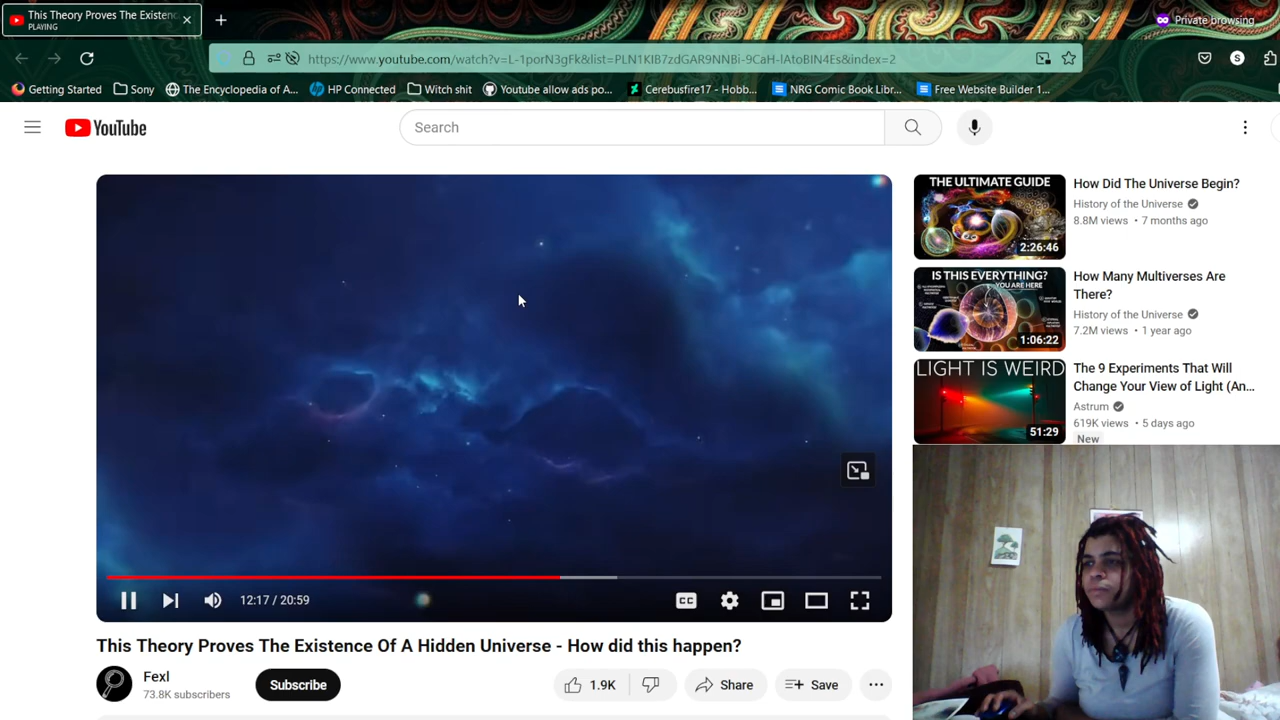 This Theory Proves The Existenc
PLAYING
Private browsing
https://www.youtube.com/watch?v=L-1porN3gFk&list=PLN1KIB7zdGAR9NNBi-9CaH-lAtoBIN4Es&index=2
S
Getting Started
Sony
The Encyclopedia of A...
HP Connected
Witch shit
Youtube allow ads po...
Cerebusfire17 - Hobb...
NRG Comic Book Libr...
Free Website Builder 1...
YouTube
Search
THE ULTIMATE GUIDE
2:26:46
How Did The Universe Begin?
History of the Universe
8.8M views • 7 months ago
IS THIS EVERYTHING?
YOU ARE HERE
1:06:22
How Many Multiverses Are
There?
History of the Universe
7.2M views • 1 year ago
LIGHT IS WEIRD
51:29
The 9 Experiments That Will
Change Your View of Light (An...
Astrum
619K views • 5 days ago
New
12:17 / 20:59
CC
This Theory Proves The Existence Of A Hidden Universe - How did this happen?
Fexl
73.8K subscribers
Subscribe
1.9K
Share
Save